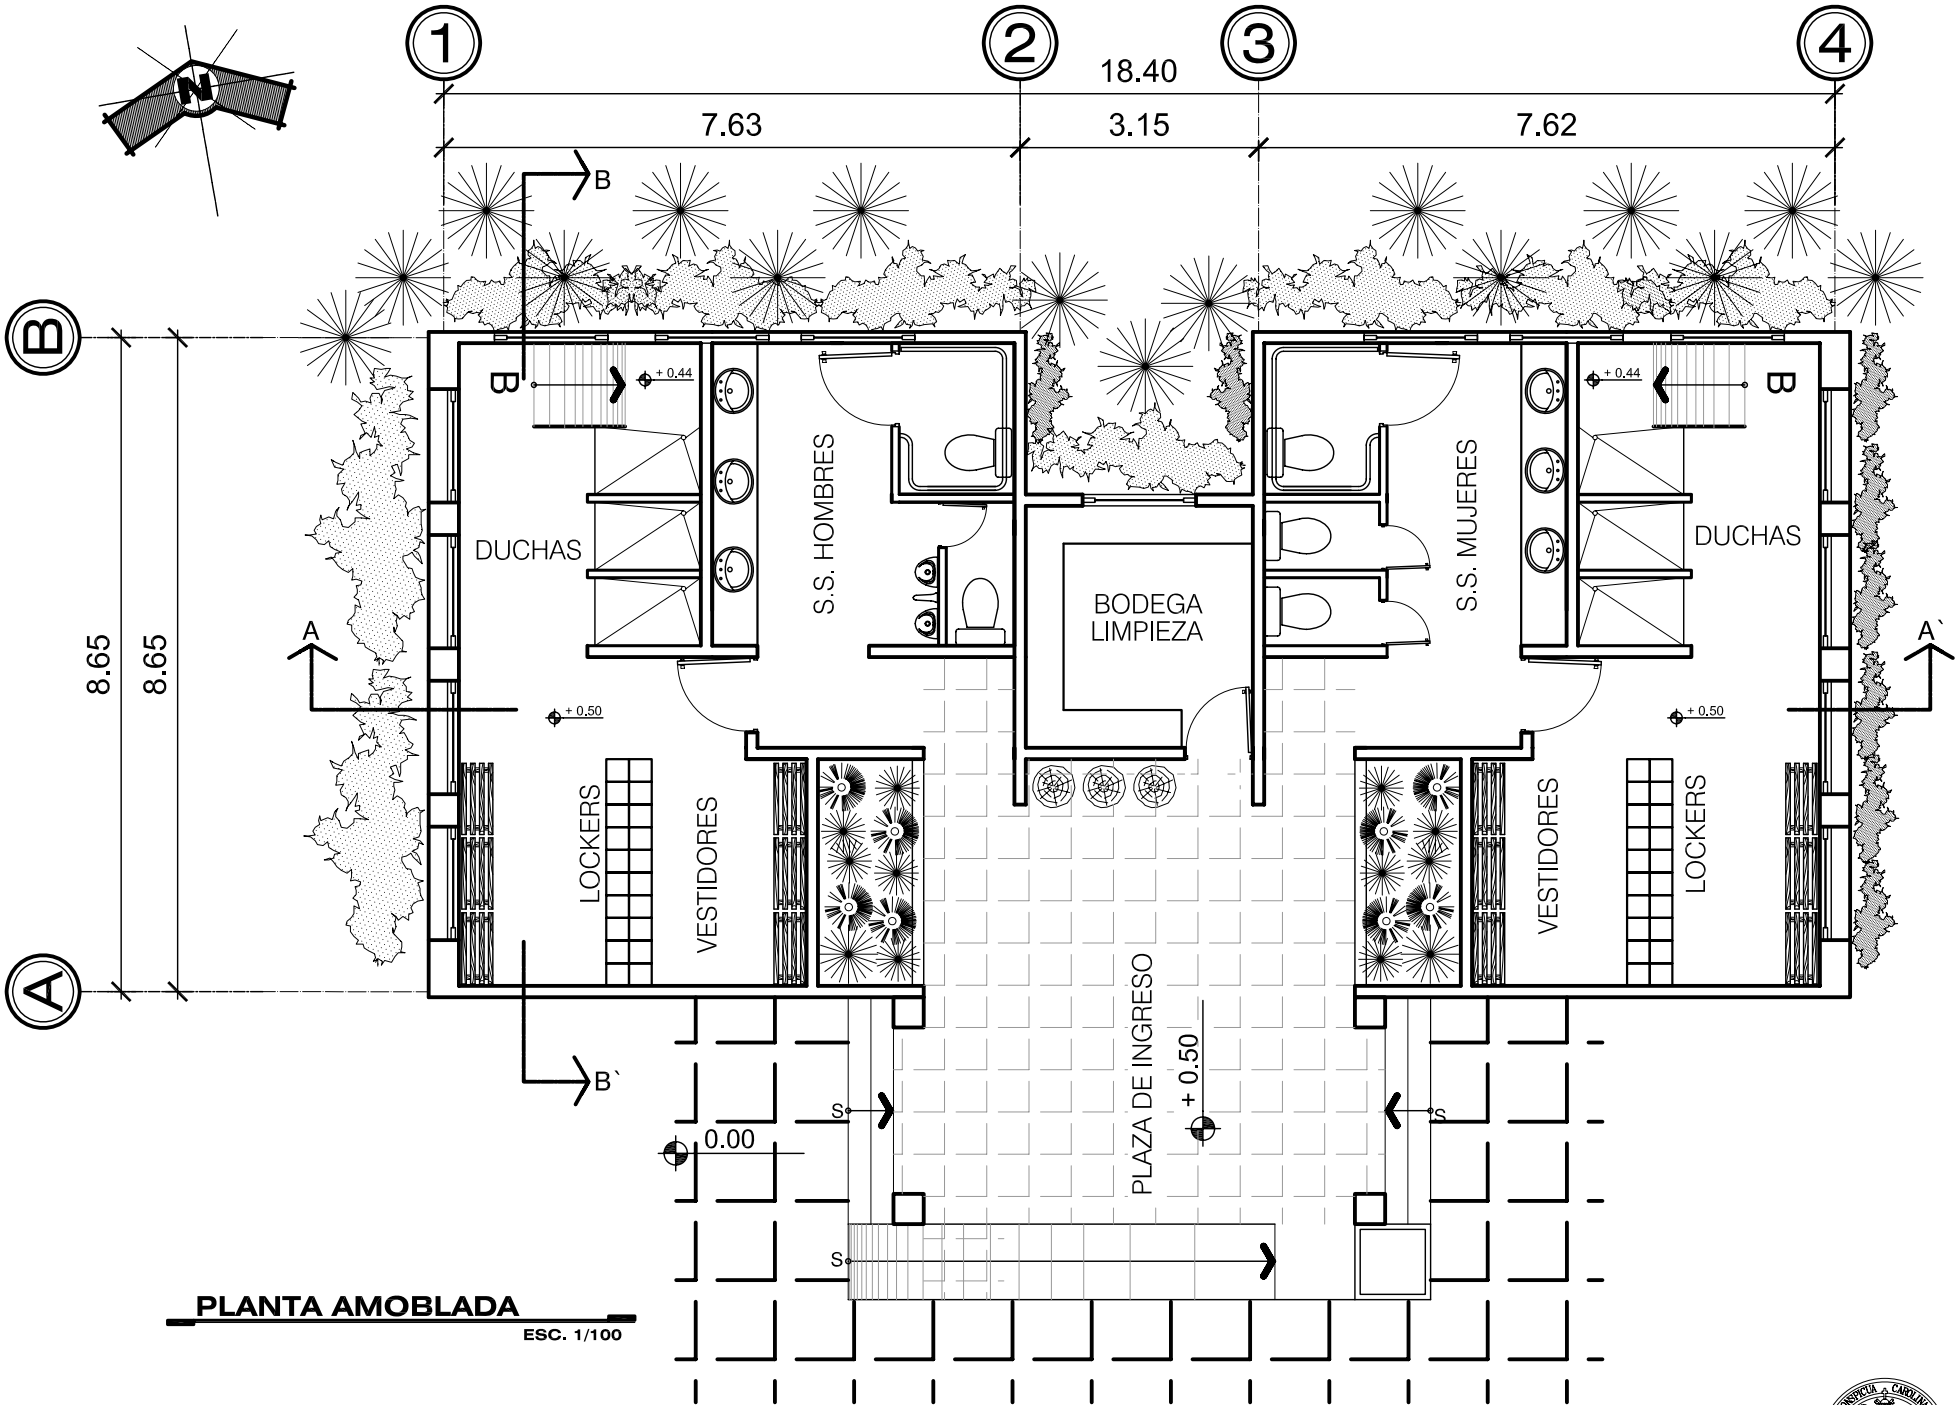 N
1
2
3
4
18.40
7.63
3.15
7.62
B
B
8.65
8.65
A
B
+ 0.44
+ 0.44
B
DUCHAS
S.S. HOMBRES
S.S. MUJERES
DUCHAS
BODEGA
LIMPIEZA
A
A`
+ 0.50
+ 0.50
LOCKERS
VESTIDORES
VESTIDORES
LOCKERS
PLAZA DE INGRESO
+ 0.50
B`
S
S
0.00
S
PLANTA AMOBLADA
ESC. 1/100